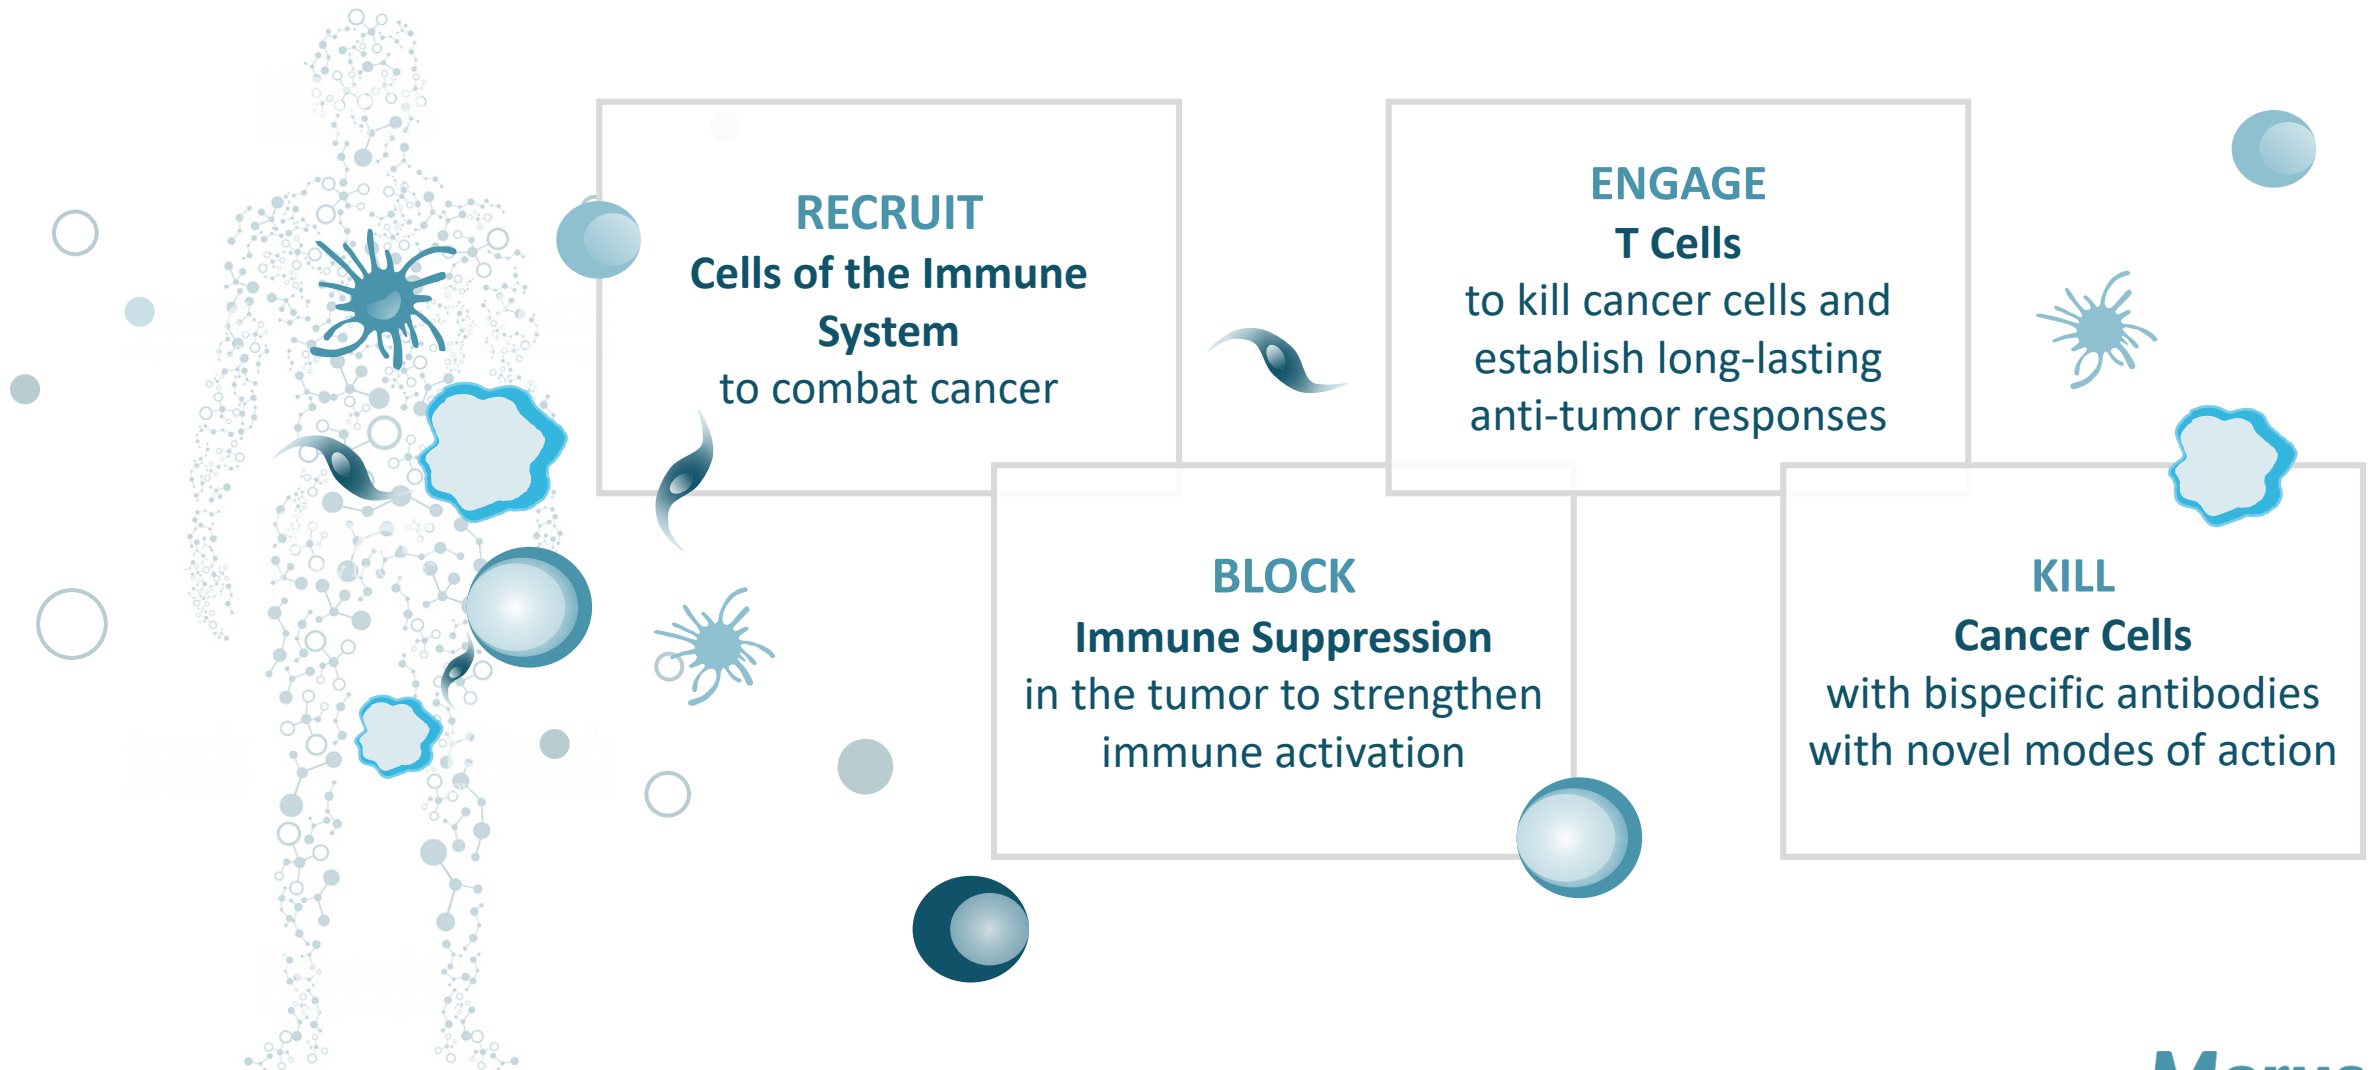 RECRUIT
Cells of the Immune
System
to combat cancer
BLOCK
Immune Suppression
in the tumor to strengthen
immune activation
ENGAGE
T Cells
to kill cancer cells and
establish long-lasting
anti-tumor responses
KILL
Cancer Cells
with bispecific antibodies
with novel modes of action